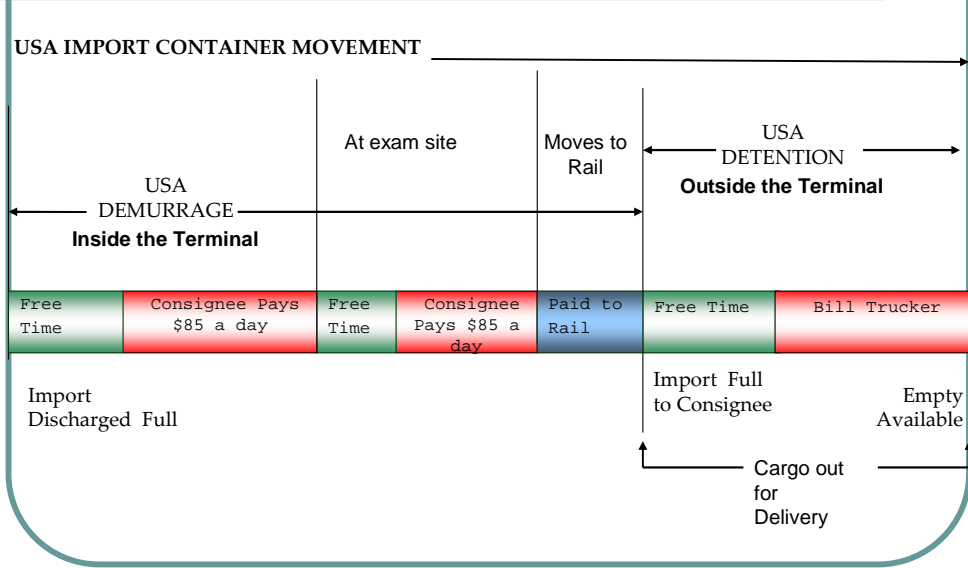 USA IMPORT CONTAINER MOVEMENT
At exam site
Moves to
Rail
USA
DETENTION
Outside the Terminal
USA
DEMURRAGE
Inside the Terminal
Free
Time
Consignee Pays
$85 a day
Free
Time
Consignee
Pays $85 a
day
Paid to
Rail
Free Time
Bill Trucker
Import
Discharged Full
Import Full
to Consignee
Empty
Available
Cargo out
for
Delivery